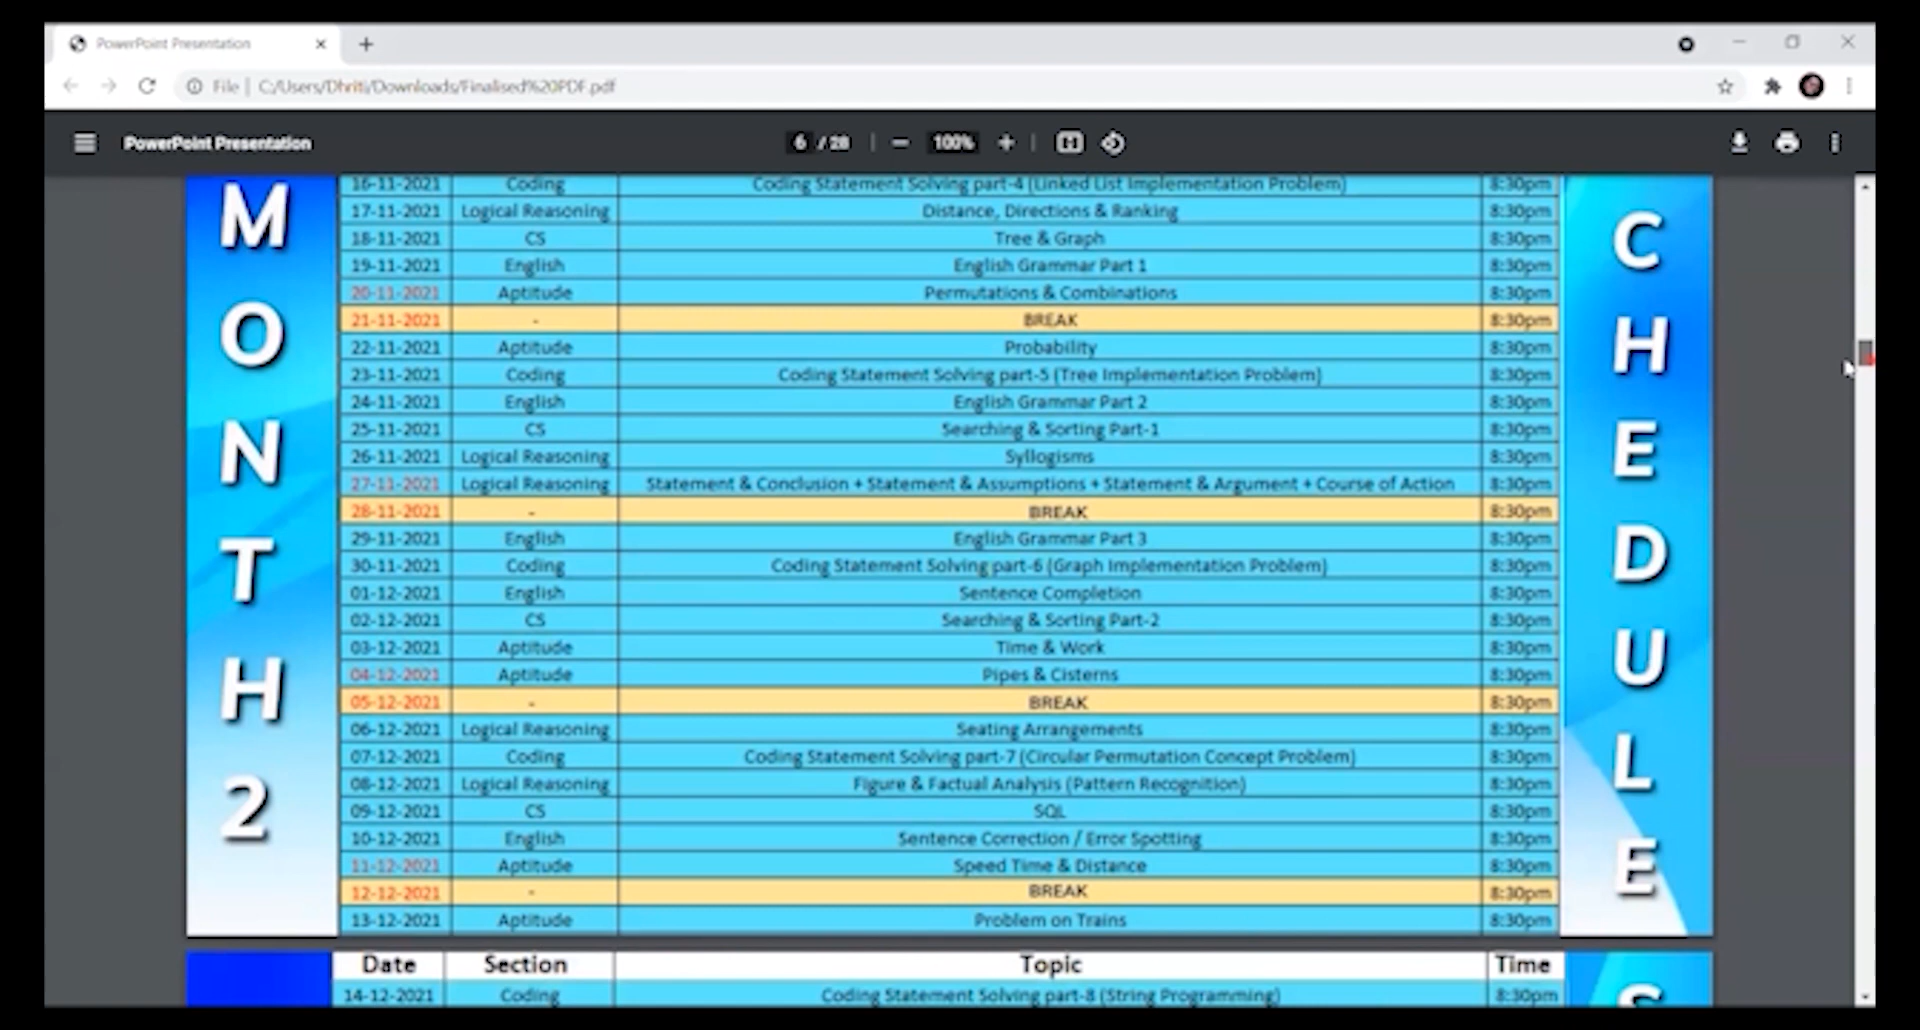 PowerPoint Presentation
File | C:/Users/Dhriti/Downloads/Finalised%20PDF.pdf
PowerPoint Presentation 6 / 28 100%
MONTH 2
16-11-2021 Coding Coding Statement Solving part-4 (Linked List Implementation Problem) 8:30pm
17-11-2021 Logical Reasoning Distance, Directions & Ranking 8:30pm
18-11-2021 CS Tree & Graph 8:30pm
19-11-2021 English English Grammar Part 1 8:30pm
20-11-2021 Aptitude Permutations & Combinations 8:30pm
21-11-2021 - BREAK 8:30pm
22-11-2021 Aptitude Probability 8:30pm
23-11-2021 Coding Coding Statement Solving part-5 (Tree Implementation Problem) 8:30pm
24-11-2021 English English Grammar Part 2 8:30pm
25-11-2021 CS Searching & Sorting Part-1 8:30pm
26-11-2021 Logical Reasoning Syllogisms 8:30pm
27-11-2021 Logical Reasoning Statement & Conclusion + Statement & Assumptions + Statement & Argument + Course of Action 8:30pm
28-11-2021 - BREAK 8:30pm
29-11-2021 English English Grammar Part 3 8:30pm
30-11-2021 Coding Coding Statement Solving part-6 (Graph Implementation Problem) 8:30pm
01-12-2021 English Sentence Completion 8:30pm
02-12-2021 CS Searching & Sorting Part-2 8:30pm
03-12-2021 Aptitude Time & Work 8:30pm
04-12-2021 Aptitude Pipes & Cisterns 8:30pm
05-12-2021 - BREAK 8:30pm
06-12-2021 Logical Reasoning Seating Arrangements 8:30pm
07-12-2021 Coding Coding Statement Solving part-7 (Circular Permutation Concept Problem) 8:30pm
08-12-2021 Logical Reasoning Figure & Factual Analysis (Pattern Recognition) 8:30pm
09-12-2021 CS SQL 8:30pm
10-12-2021 English Sentence Correction / Error Spotting 8:30pm
11-12-2021 Aptitude Speed Time & Distance 8:30pm
12-12-2021 - BREAK 8:30pm
13-12-2021 Aptitude Problem on Trains 8:30pm
CHEDULE
Date Section Topic Time
14-12-2021 Coding Coding Statement Solving part-8 (String Programming) 8:30pm
S